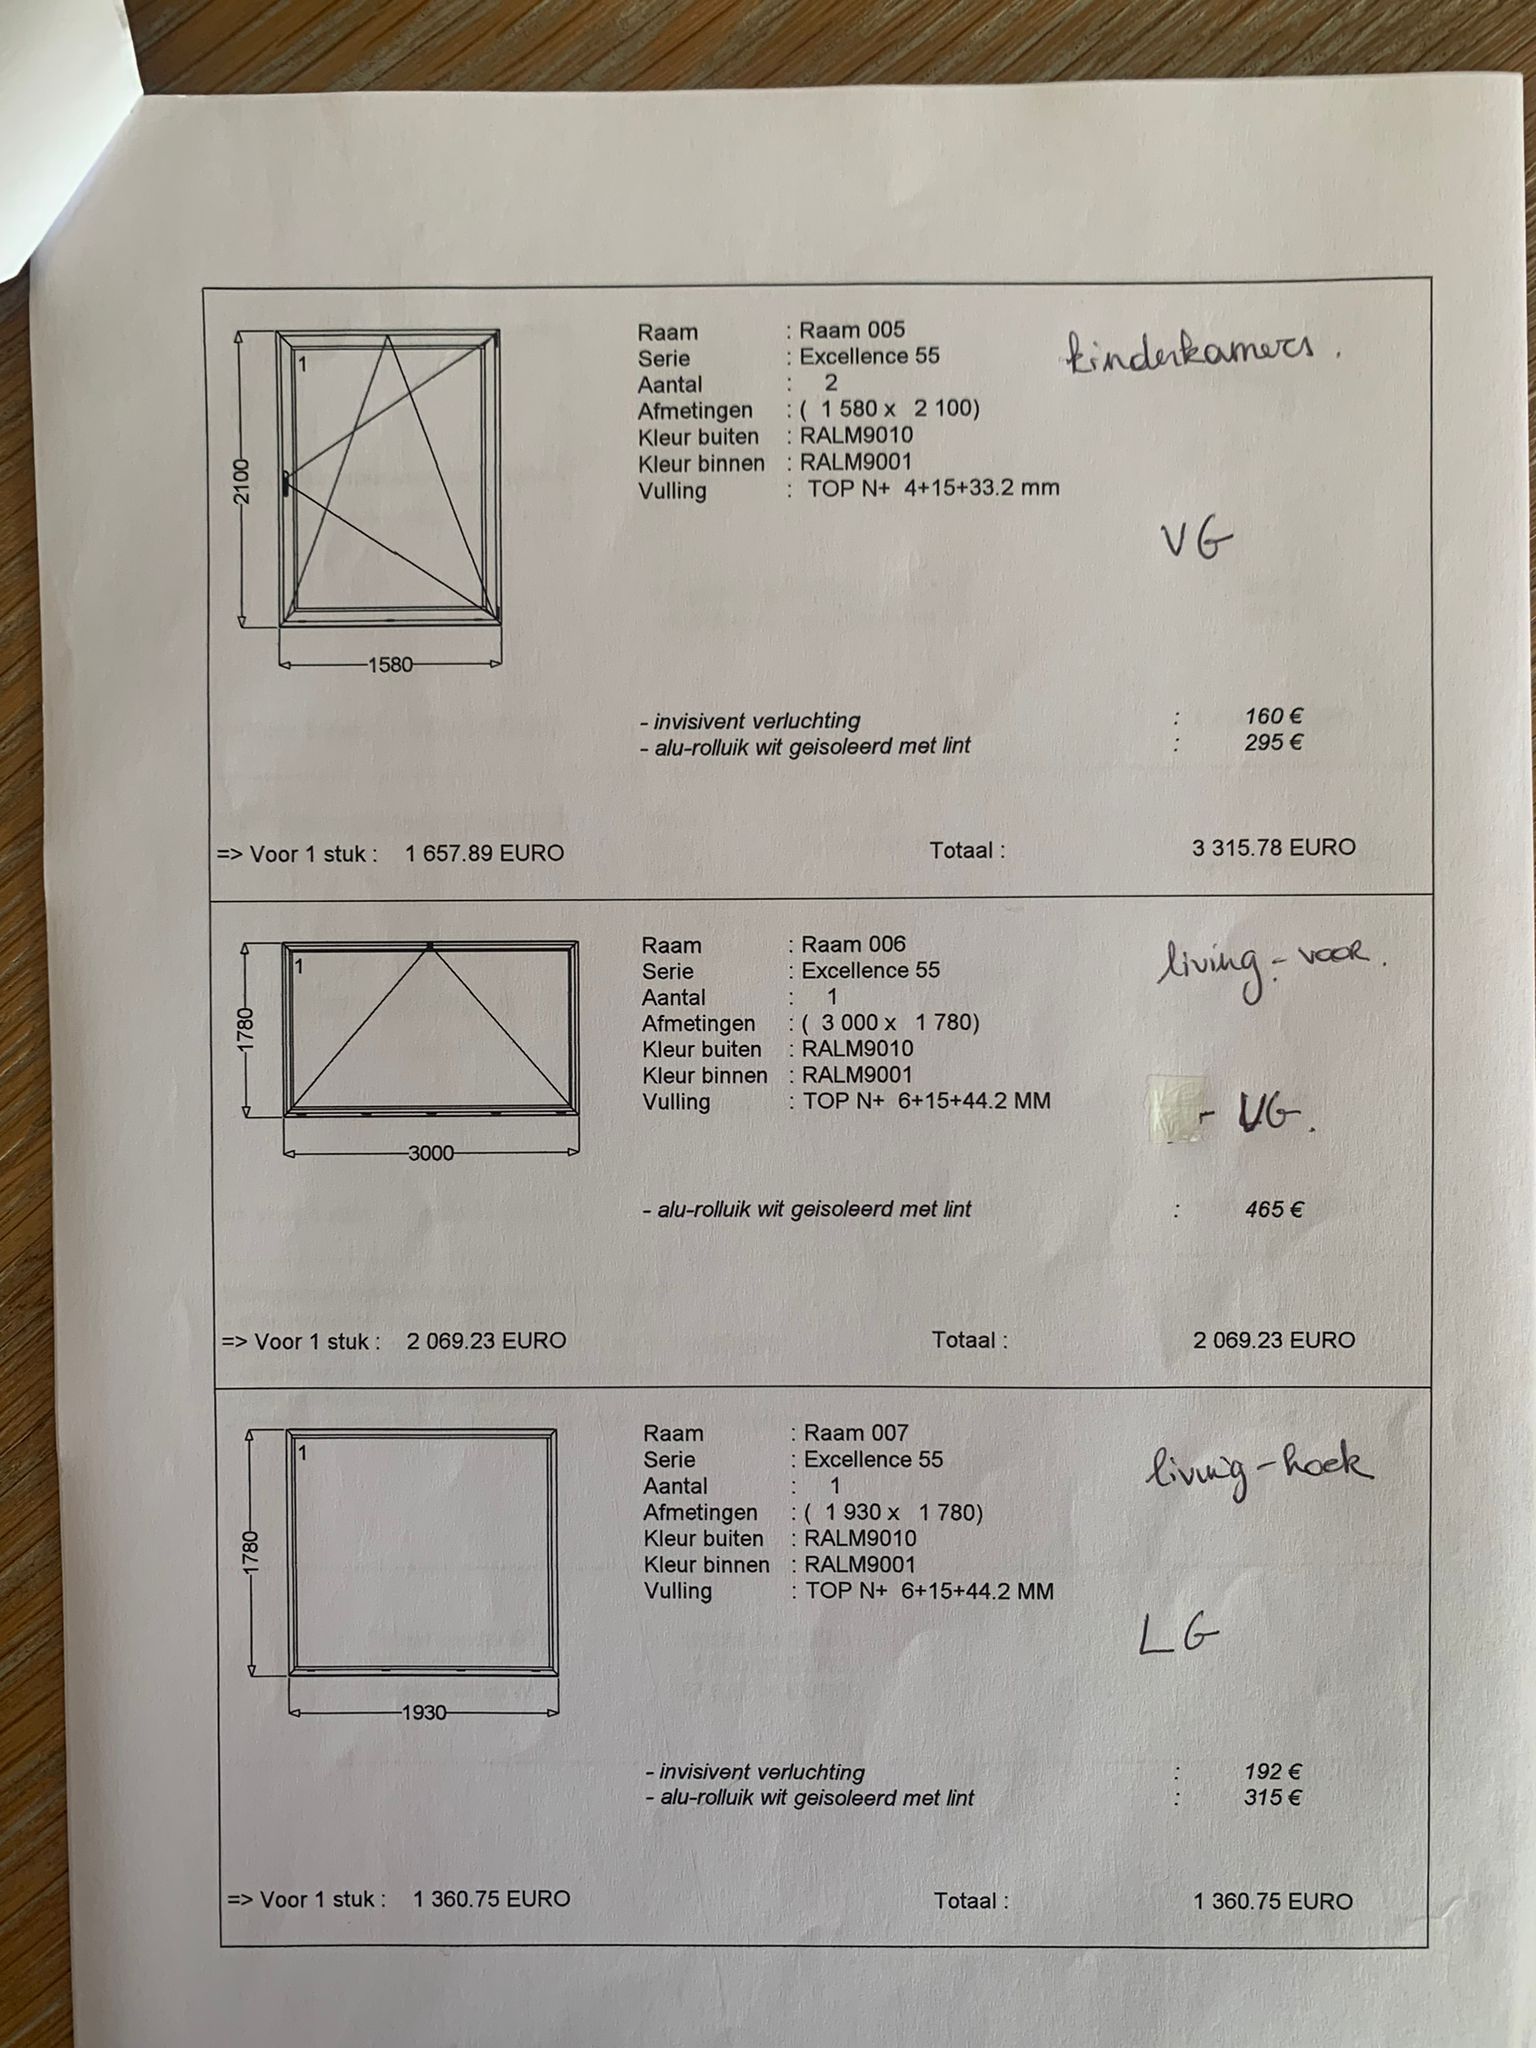 1
2100
1580
Raam : Raam 005
Serie : Excellence 55
Aantal : 2
Afmetingen : ( 1 580 x 2 100)
Kleur buiten : RALM9010
Kleur binnen : RALM9001
Vulling : TOP N+ 4+15+33.2 mm
kinderkamers.
VG
- invisivent verluchting : 160 €
- alu-rolluik wit geisoleerd met lint : 295 €
=> Voor 1 stuk : 1 657.89 EURO Totaal : 3 315.78 EURO
1
1780
3000
Raam : Raam 006
Serie : Excellence 55
Aantal : 1
Afmetingen : ( 3 000 x 1 780)
Kleur buiten : RALM9010
Kleur binnen : RALM9001
Vulling : TOP N+ 6+15+44.2 MM
living - voor.
- VG.
- alu-rolluik wit geisoleerd met lint : 465 €
=> Voor 1 stuk : 2 069.23 EURO Totaal : 2 069.23 EURO
1
1780
1930
Raam : Raam 007
Serie : Excellence 55
Aantal : 1
Afmetingen : ( 1 930 x 1 780)
Kleur buiten : RALM9010
Kleur binnen : RALM9001
Vulling : TOP N+ 6+15+44.2 MM
living - hoek
LG
- invisivent verluchting : 192 €
- alu-rolluik wit geisoleerd met lint : 315 €
=> Voor 1 stuk : 1 360.75 EURO Totaal : 1 360.75 EURO